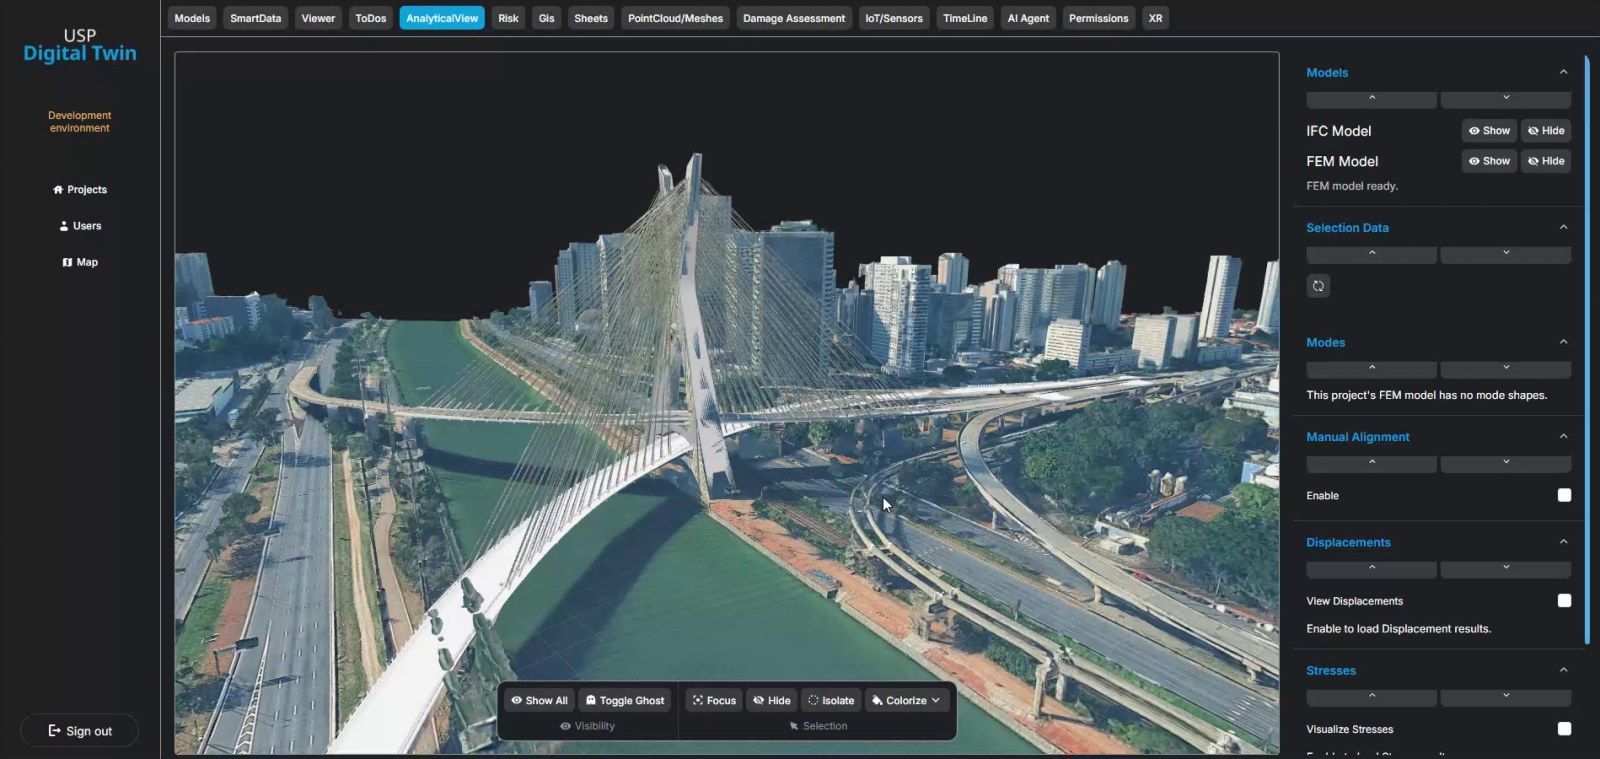 USP
Digital Twin
Development
environment
Projects
Users
Map
Sign out
Models SmartData Viewer ToDos AnalyticalView Risk Gis Sheets PointCloud/Meshes Damage Assessment IoT/Sensors TimeLine AI Agent Permissions XR
Show All Toggle Ghost Focus Hide Isolate Colorize
Visibility Selection
Models
IFC Model Show Hide
FEM Model Show Hide
FEM model ready.
Selection Data
Modes
This project's FEM model has no mode shapes.
Manual Alignment
Enable
Displacements
View Displacements
Enable to load Displacement results.
Stresses
Visualize Stresses